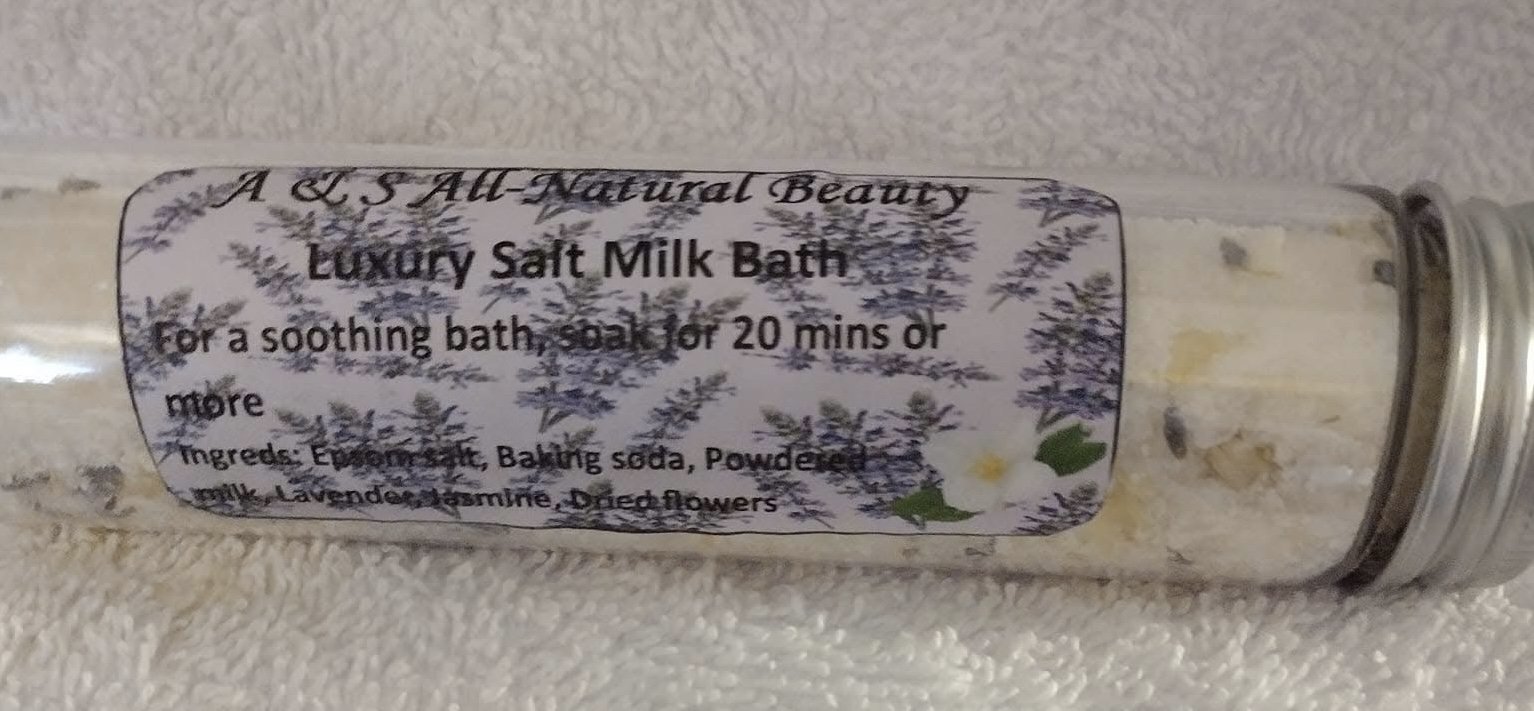 A & S All-Natural Beauty
Luxury Salt Milk Bath
For a soothing bath, soak for 20 mins or
more
Ingreds: Epsom salt, Baking soda, Powdered
milk, Lavender, Jasmine, Dried flowers